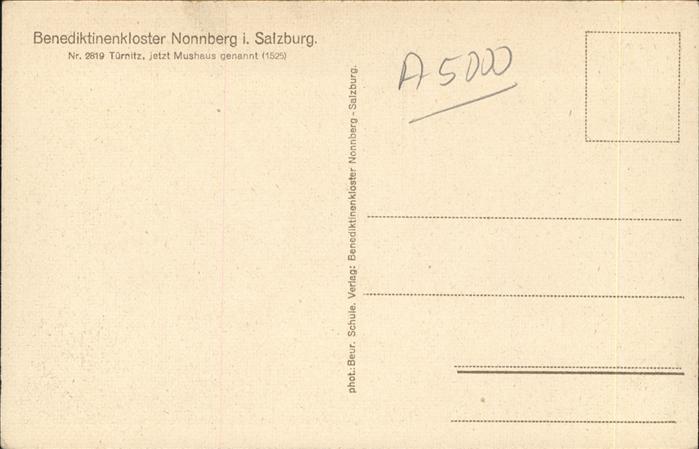 Benediktinenkloster Nonnberg i. Salzburg.
Nr. 2819 Türnitz, jetzt Mushaus genannt (1525)
A 5000
phot.: Beur. Schule. Verlag: Benediktinenkloster Nonnberg - Salzburg.